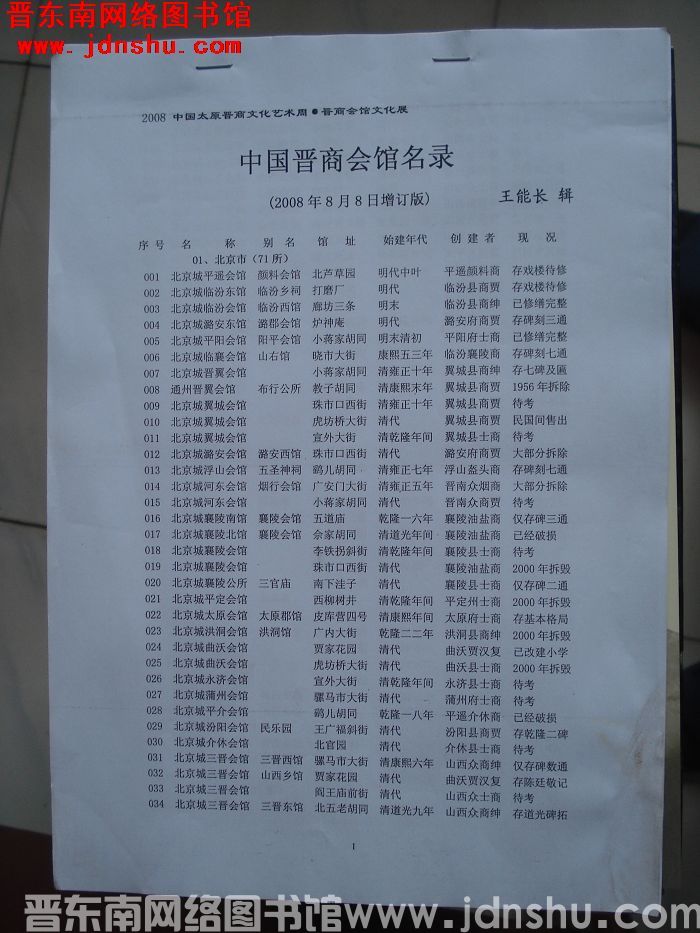 晋东南网络图书馆
www.jdnshu.com
2008 中国太原晋商文化艺术周●晋商会馆文化展
中国晋商会馆名录
(2008年8月8日增订版) 王能长 辑
序号 名 称 别名 馆 址 始建年代 创建者 现 况
01、北京市（71所）
001 北京城平遥会馆 颜料会馆 北芦草园 明代中叶 平遥颜料商 存戏楼待修
002 北京城临汾东馆 临汾乡祠 打磨厂 明代 临汾县商贾 存戏楼待修
003 北京城临汾会馆 临汾西馆 廊坊三条 明末 临汾县商绅 已修缮完整
004 北京城潞安东馆 潞郡会馆 炉神庵 明代 潞安府商贾 存碑刻三通
005 北京城平阳会馆 阳平会馆 小蒋家胡同 明末清初 平阳府士商 已修缮完整
006 北京城临襄会馆 山右馆 晓市大街 康熙五三年 临汾襄陵商 存碑刻七通
007 北京城晋翼会馆 小蒋家胡同 清雍正十年 翼城县商绅 存七碑及匾
008 通州晋翼会馆 布行公所 教子胡同 清康熙末年 翼城县商贾 1956年拆除
009 北京城翼城会馆 珠市口西街 清雍正十年 翼城县商贾 待考
010 北京城翼城会馆 虎坊桥大街 清代 翼城县商贾 民国间售出
011 北京城翼城会馆 宣外大街 清乾隆年间 翼城县士商 待考
012 北京城潞安会馆 潞安西馆 珠市口西街 清代 潞安府商贾 大部分拆除
013 北京城浮山会馆 五圣神祠 鹞儿胡同 清雍正七年 浮山盔头商 存碑刻七通
014 北京城河东会馆 烟行会馆 广安门大街 清雍正五年 晋南众烟商 大部分拆除
015 北京城河东会馆 小蒋家胡同 清代 晋南众商贾 待考
016 北京城襄陵南馆 襄陵会馆 五道庙 乾隆一六年 襄陵油盐商 仅存碑三通
017 北京城襄陵北馆 襄陵会馆 佘家胡同 清道光年间 襄陵油盐商 已经破损
018 北京城襄陵会馆 李铁拐斜街 清乾隆年间 襄陵县士商 待考
019 北京城襄陵会馆 珠市口西街 清代 襄陵油盐商 2000年拆毁
020 北京城襄陵公所 三官庙 南下洼子 清代 襄陵县士商 仅存碑二通
021 北京城平定会馆 西柳树井 清乾隆年间 平定州士商 2000年拆毁
022 北京城太原会馆 太原郡馆 皮库营四号 清康熙年间 太原府士商 存基本格局
023 北京城洪洞会馆 洪洞馆 广内大街 乾隆二二年 洪洞县商绅 2000年拆毁
024 北京城曲沃会馆 贾家花园 清代 曲沃贾汉复 已改建小学
025 北京城曲沃会馆 虎坊桥大街 清代 曲沃县士商 2000年拆毁
026 北京城永济会馆 宣外大街 清乾隆年间 永济县士商 待考
027 北京城蒲州会馆 骡马市大街 清代 蒲州府士商 待考
028 北京城平介会馆 鹞儿胡同 乾隆一八年 平遥介休商 已经破损
029 北京城汾阳会馆 民乐园 王广福斜街 清代 汾阳县商贾 存乾隆二碑
030 北京城介休会馆 北官园 清代 介休县士商 待考
031 北京城三晋会馆 三晋西馆 骡马市大街 清康熙六年 山西众商绅 仅存碑数通
032 北京城三晋会馆 山西乡馆 贾家花园 清代 曲沃贾汉复 存陈廷敬记
033 北京城三晋会馆 阎王庙前街 清代 山西众士商 待考
034 北京城三晋会馆 三晋东馆 北五老胡同 清道光九年 山西众商绅 存道光碑拓
1
晋东南网络图书馆www.jdnshu.com